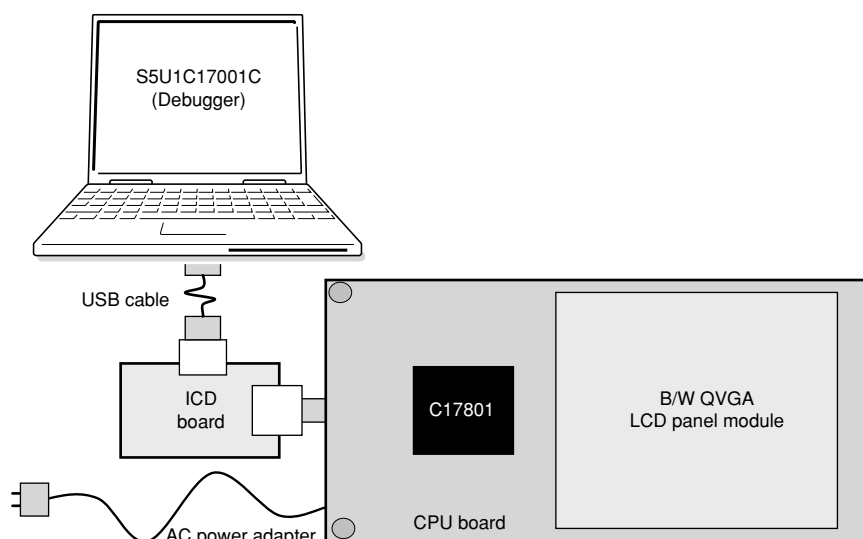 S5U1C17001C
(Debugger)
USB cable
ICD
board
C17801
B/W QVGA
LCD panel module
CPU board
AC power adapter